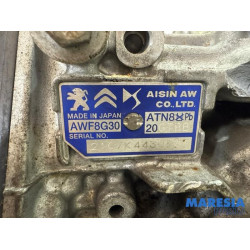 AISIN AW
CO.,LTD.
MADE IN JAPAN
AWF8G30
ATN8
Pb
SERIAL NO.
20
MARESIA